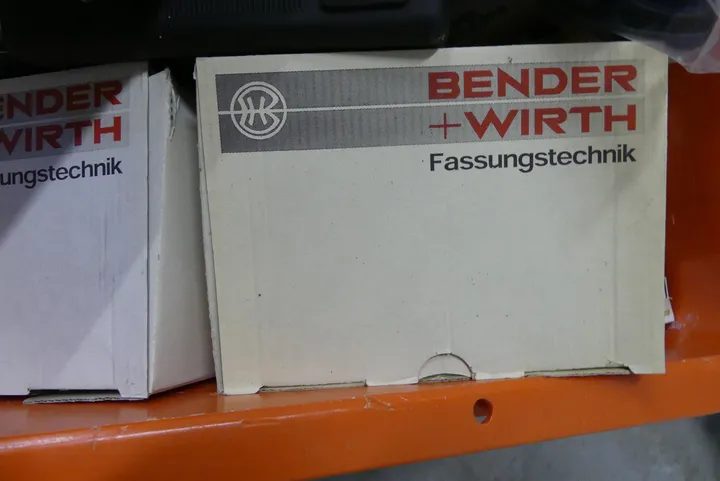 ENDER
WIRTH
ungstechnik
BENDER
+WIRTH
Fassungstechnik